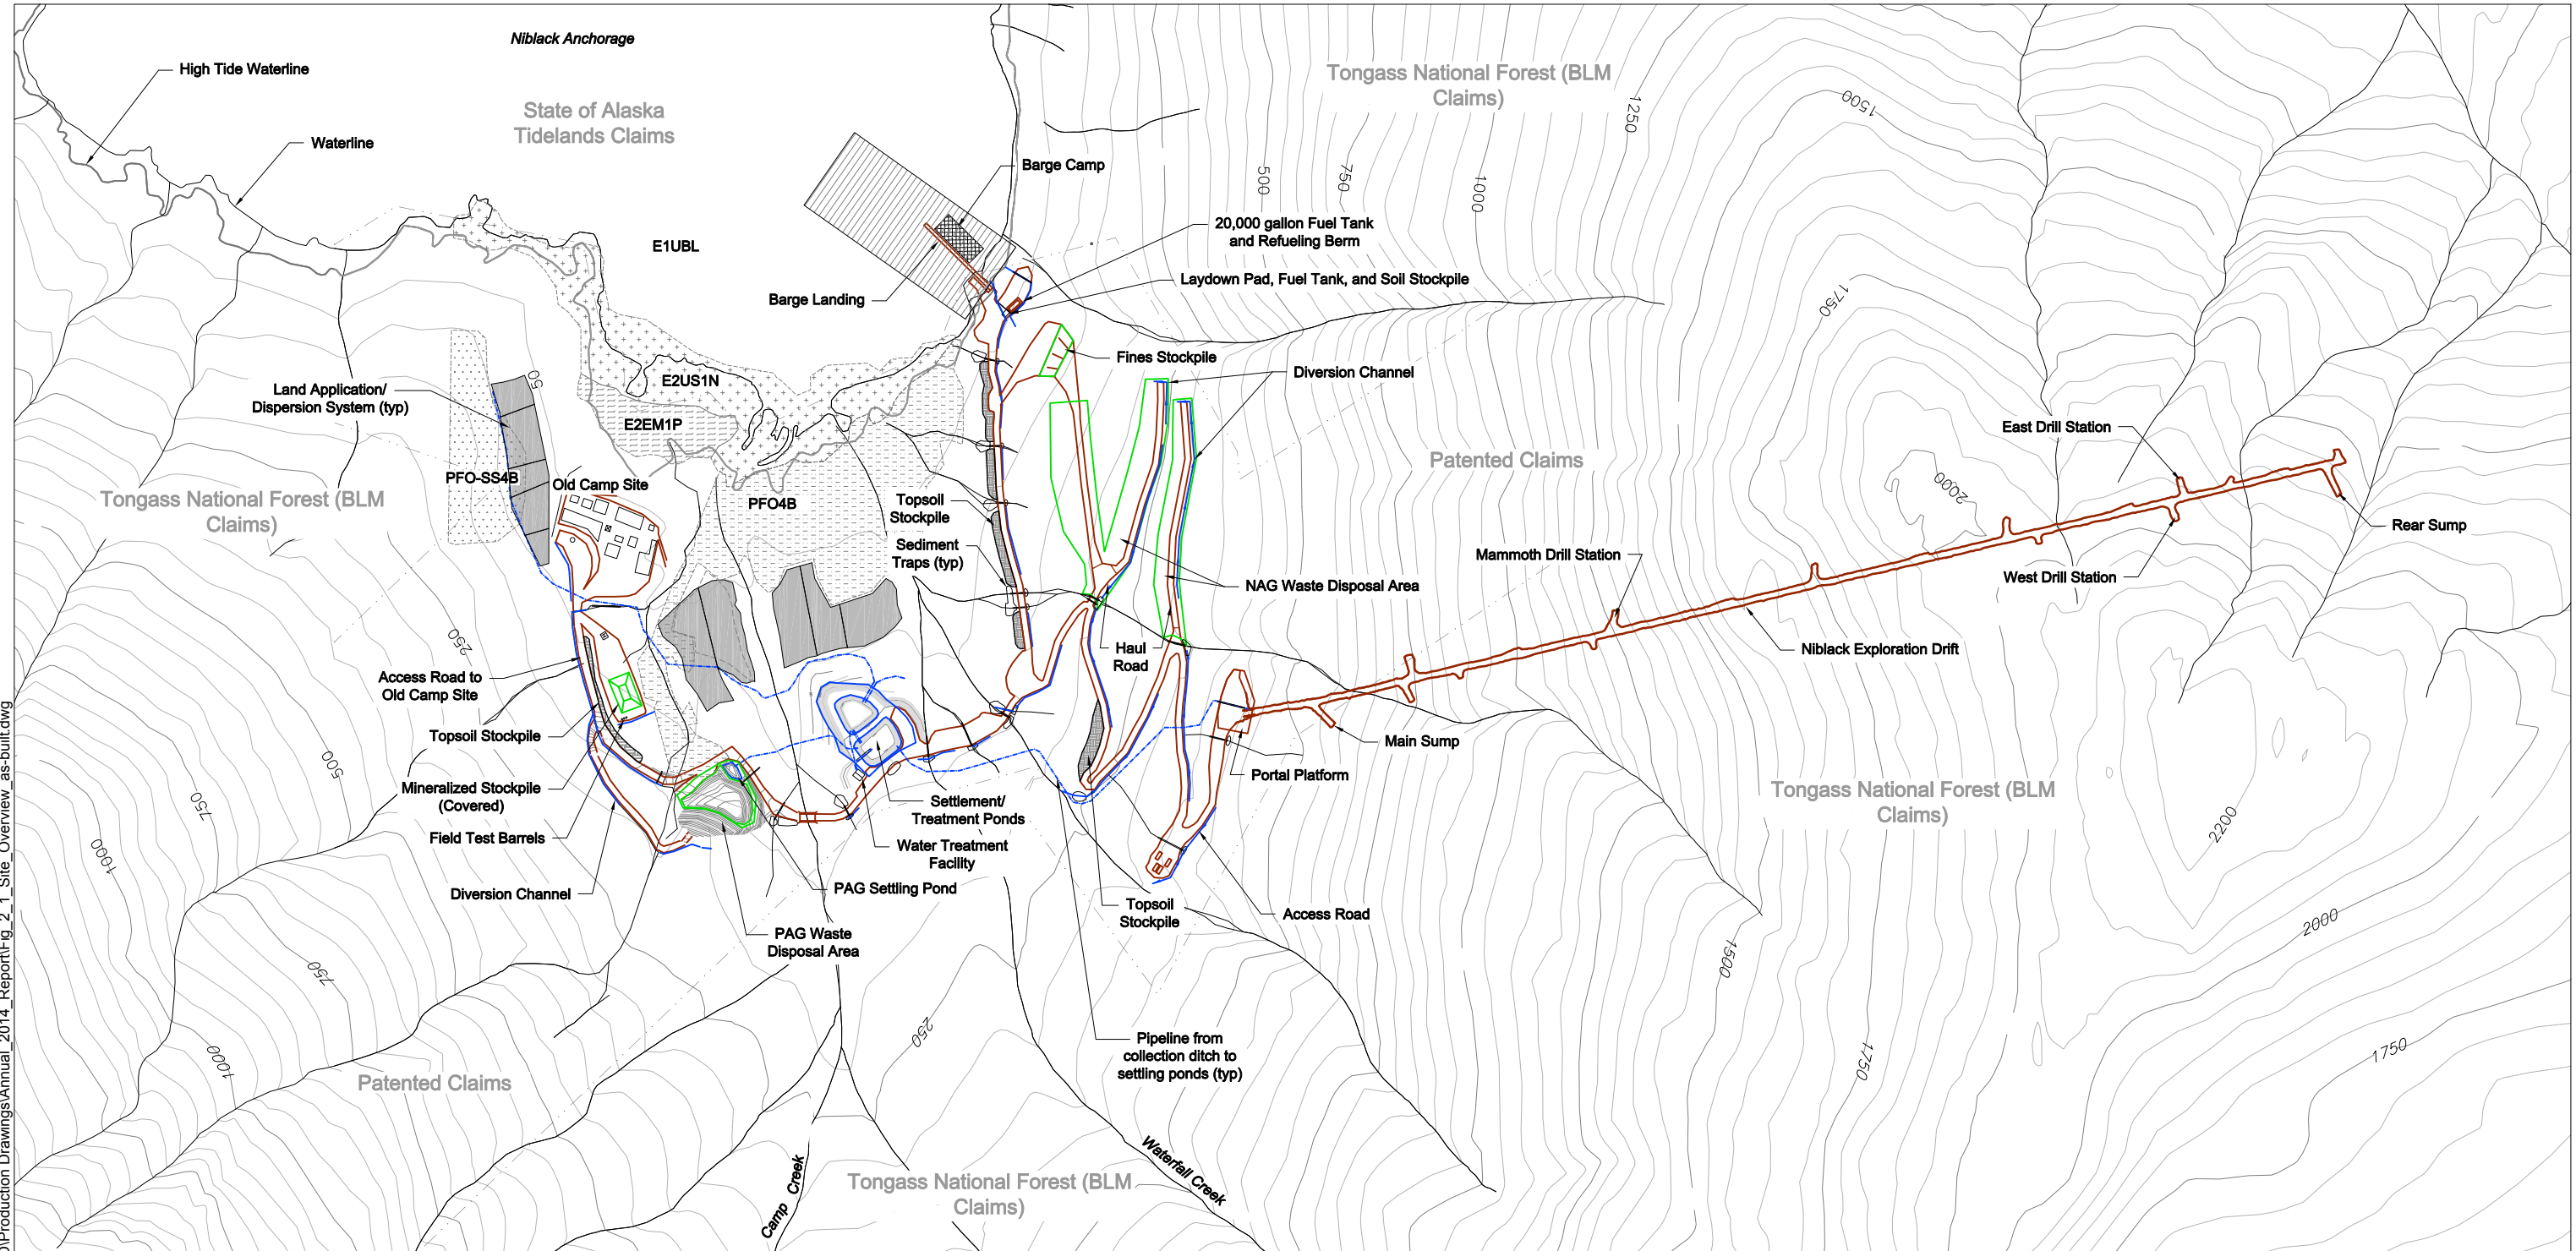 Niblack Anchorage
High Tide Waterline
Tongass National Forest (BLM
Claims)
1250
1500
State of Alaska
Tidelands Claims
Waterline
Barge Camp
500
750
1000
20,000 gallon Fuel Tank
and Refueling Berm
E1UBL
Laydown Pad, Fuel Tank, and Soil Stockpile
Barge Landing
1750
Fines Stockpile
Diversion Channel
E2US1N
50
Land Application/
Dispersion System (typ)
E2EM1P
East Drill Station
Patented Claims
PFO-SS4B
Old Camp Site
2000
Tongass National Forest (BLM
Claims)
Topsoil
Stockpile
PFO4B
Rear Sump
Sediment
Traps (typ)
Mammoth Drill Station
West Drill Station
NAG Waste Disposal Area
250
Haul
Road
Niblack Exploration Drift
Access Road to
Old Camp Site
Topsoil Stockpile
Main Sump
500
Portal Platform
Mineralized Stockpile
(Covered)
Settlement/
Treatment Ponds
Tongass National Forest (BLM
Claims)
750
2200
Field Test Barrels
Water Treatment
Facility
1000
PAG Settling Pond
Diversion Channel
Topsoil
Stockpile
Access Road
2000
PAG Waste
Disposal Area
1500
750
250
Pipeline from
collection ditch to
settling ponds (typ)
1000
1750
1750
Patented Claims
Camp Creek
Waterfall Creek
Tongass National Forest (BLM
Claims)
\Production Drawings\Annual_2014_Report\Fig_2_1_Site_Overview_as-built.dwg